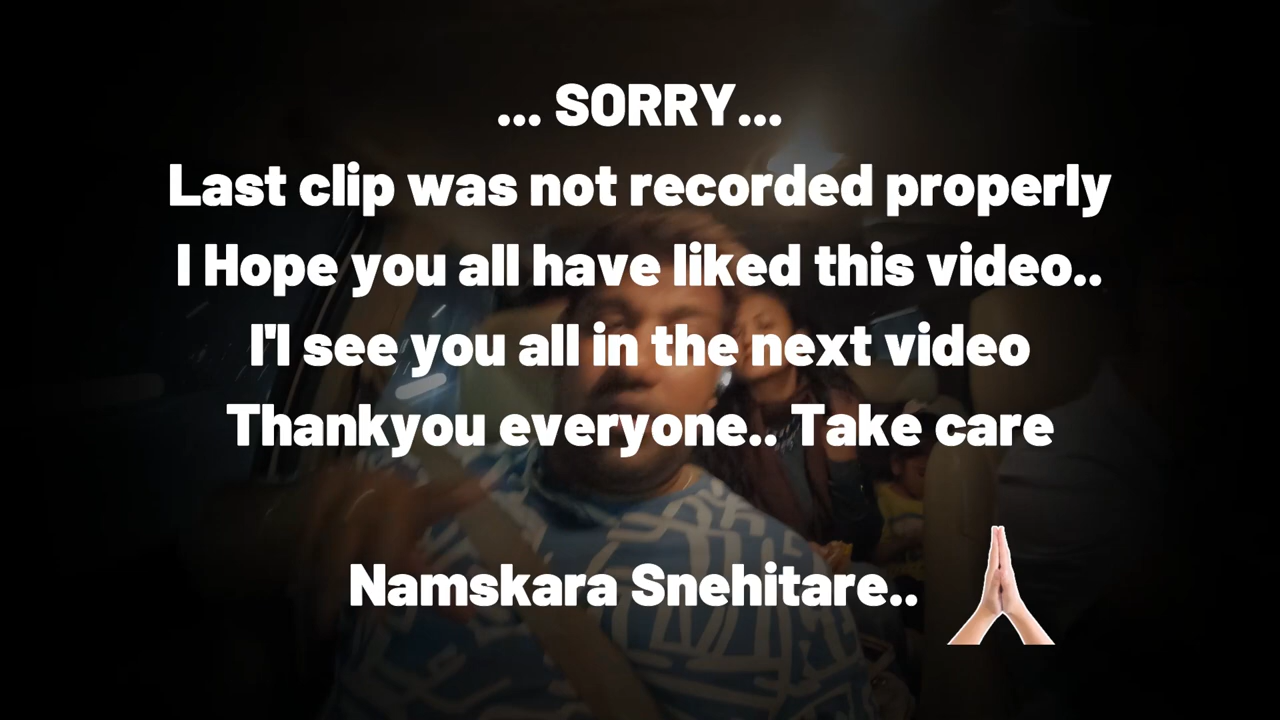 ... SORRY...
Last clip was not recorded properly
I Hope you all have liked this video..
I'l see you all in the next video
Thankyou everyone.. Take care
Namskara Snehitare..